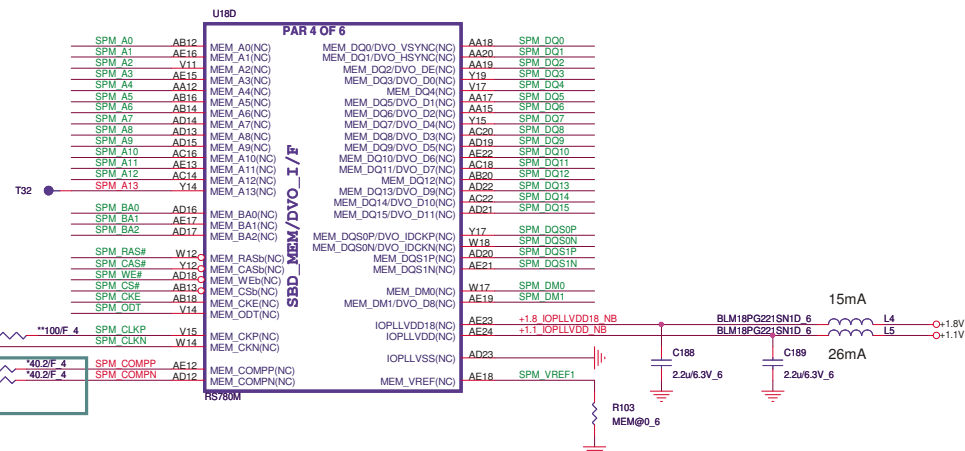 U18D
PAR 4 OF 6
SBD_MEM/DVO_I/F
SPM_A0 AB12 MEM_A0(NC)
SPM_A1 AE16 MEM_A1(NC)
SPM_A2 V11 MEM_A2(NC)
SPM_A3 AE15 MEM_A3(NC)
SPM_A4 AA12 MEM_A4(NC)
SPM_A5 AB16 MEM_A5(NC)
SPM_A6 AB14 MEM_A6(NC)
SPM_A7 AD14 MEM_A7(NC)
SPM_A8 AD13 MEM_A8(NC)
SPM_A9 AD15 MEM_A9(NC)
SPM_A10 AC16 MEM_A10(NC)
SPM_A11 AE13 MEM_A11(NC)
SPM_A12 AC14 MEM_A12(NC)
T32 SPM_A13 Y14 MEM_A13(NC)
SPM_BA0 AD16 MEM_BA0(NC)
SPM_BA1 AE17 MEM_BA1(NC)
SPM_BA2 AD17 MEM_BA2(NC)
SPM_RAS# W12 MEM_RASb(NC)
SPM_CAS# Y12 MEM_CASb(NC)
SPM_WE# AD18 MEM_WEb(NC)
SPM_CS# AB13 MEM_CSb(NC)
SPM_CKE AB18 MEM_CKE(NC)
SPM_ODT V14 MEM_ODT(NC)
**100/F_4 SPM_CLKP V15 MEM_CKP(NC)
SPM_CLKN W14 MEM_CKN(NC)
*40.2/F_4 SPM_COMPP AE12 MEM_COMPP(NC)
*40.2/F_4 SPM_COMPN AD12 MEM_COMPN(NC)
RS780M
MEM_DQ0/DVO_VSYNC(NC) AA18 SPM_DQ0
MEM_DQ1/DVO_HSYNC(NC) AA20 SPM_DQ1
MEM_DQ2/DVO_DE(NC) AA19 SPM_DQ2
MEM_DQ3/DVO_D0(NC) Y19 SPM_DQ3
MEM_DQ4(NC) V17 SPM_DQ4
MEM_DQ5/DVO_D1(NC) AA17 SPM_DQ5
MEM_DQ6/DVO_D2(NC) AA15 SPM_DQ6
MEM_DQ7/DVO_D4(NC) Y15 SPM_DQ7
MEM_DQ8/DVO_D3(NC) AC20 SPM_DQ8
MEM_DQ9/DVO_D5(NC) AD19 SPM_DQ9
MEM_DQ10/DVO_D6(NC) AE22 SPM_DQ10
MEM_DQ11/DVO_D7(NC) AC18 SPM_DQ11
MEM_DQ12(NC) AB20 SPM_DQ12
MEM_DQ13/DVO_D9(NC) AD22 SPM_DQ13
MEM_DQ14/DVO_D10(NC) AC22 SPM_DQ14
MEM_DQ15/DVO_D11(NC) AD21 SPM_DQ15
MEM_DQS0P/DVO_IDCKP(NC) Y17 SPM_DQS0P
MEM_DQS0N/DVO_IDCKN(NC) W18 SPM_DQS0N
MEM_DQS1P(NC) AD20 SPM_DQS1P
MEM_DQS1N(NC) AE21 SPM_DQS1N
MEM_DM0(NC) W17 SPM_DM0
MEM_DM1/DVO_D8(NC) AE19 SPM_DM1
15mA
IOPLLVDD18(NC) AE23 +1.8_IOPLLVDD18_NB BLM18PG221SN1D_6 L4 +1.8V
IOPLLVDD(NC) AE24 +1.1_IOPLLVDD_NB BLM18PG221SN1D_6 L5 +1.1V
26mA
IOPLLVSS(NC) AD23
C188
2.2u/6.3V_6
C189
2.2u/6.3V_6
MEM_VREF(NC) AE18 SPM_VREF1
R103
MEM@0_6